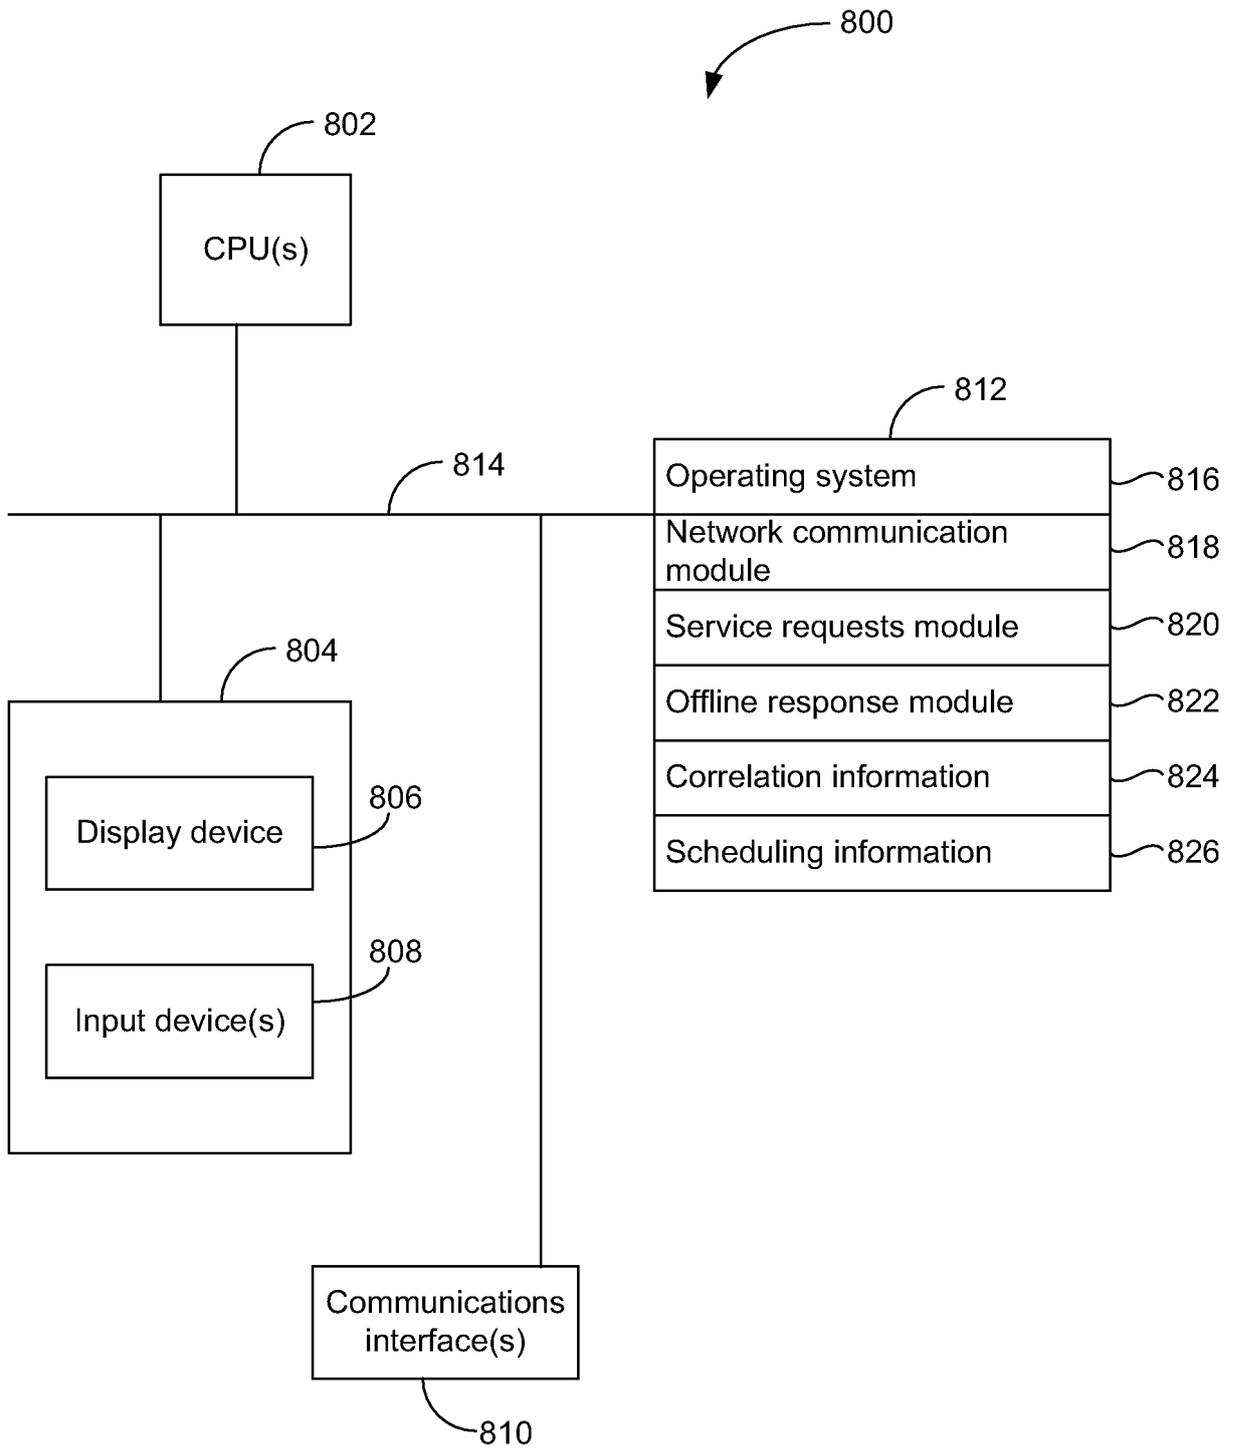 800
802
CPU(s)
812
814
Operating system
816
Network communication
module
818
Service requests module
820
804
Offline response module
822
Correlation information
824
806
Display device
Scheduling information
826
808
Input device(s)
Communications
interface(s)
810